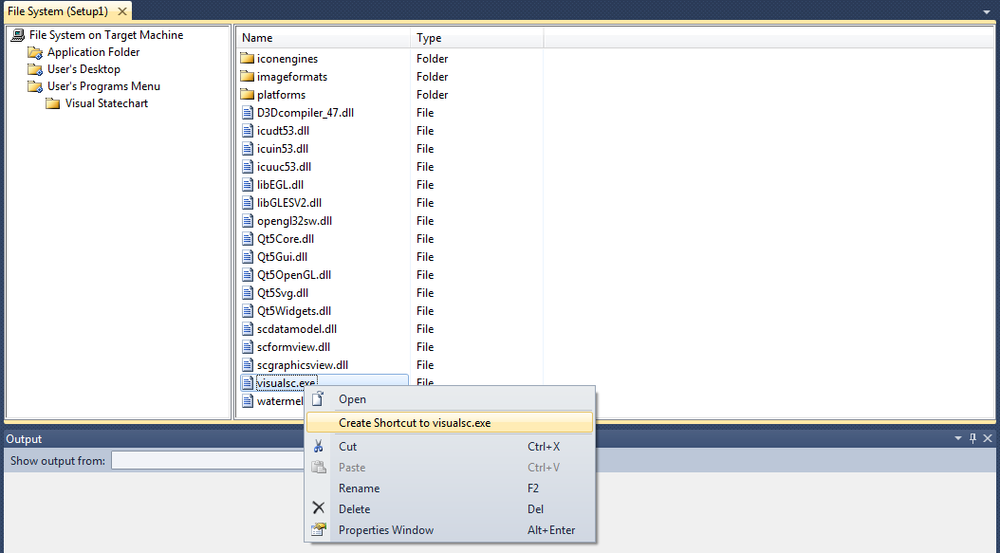 File System (Setup1)
File System on Target Machine
Application Folder
User's Desktop
User's Programs Menu
Visual Statechart
Name Type
iconengines Folder
imageformats Folder
platforms Folder
D3Dcompiler_47.dll File
icudt53.dll File
icuin53.dll File
icuuc53.dll File
libEGL.dll File
libGLESV2.dll File
opengl32sw.dll File
Qt5Core.dll File
Qt5Gui.dll File
Qt5OpenGL.dll File
Qt5Svg.dll File
Qt5Widgets.dll File
scdatamodel.dll File
scformview.dll File
scgraphicsview.dll File
visualsc.exe File
watermel
Open
Create Shortcut to visualsc.exe
Cut Ctrl+X
Paste Ctrl+V
Rename F2
Delete Del
Properties Window Alt+Enter
Output
Show output from: